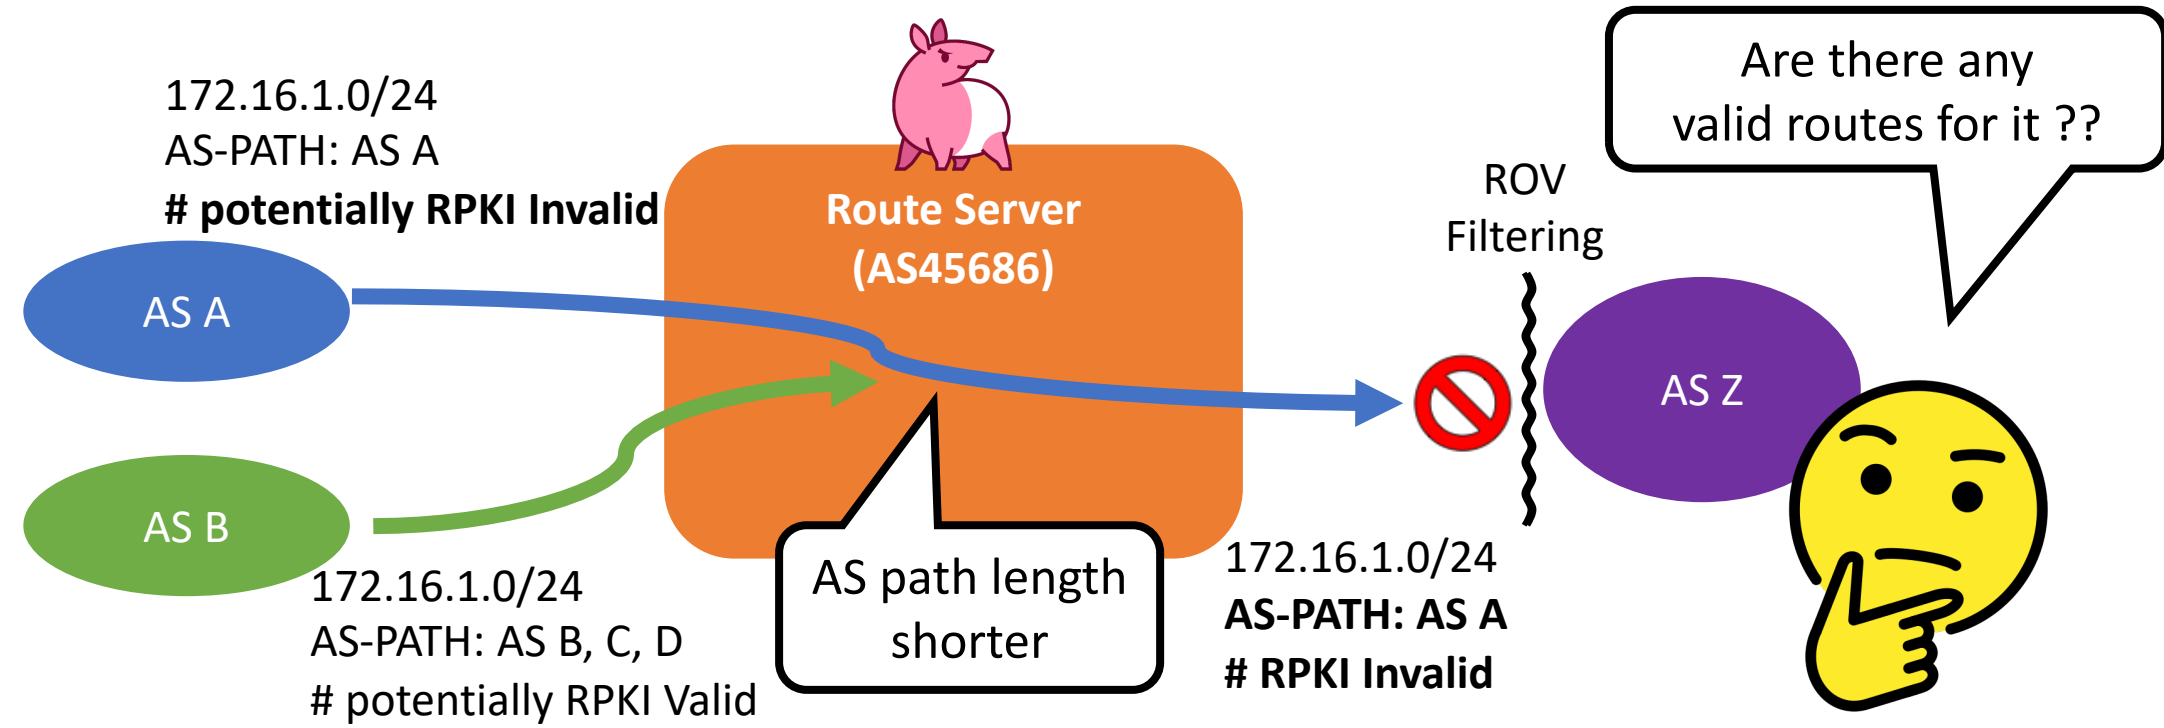 172.16.1.0/24
AS-PATH: AS A
# potentially RPKI Invalid
AS A
AS B
172.16.1.0/24
AS-PATH: AS B, C, D
# potentially RPKI Valid
Route Server
(AS45686)
AS path length
shorter
ROV
Filtering
172.16.1.0/24
AS-PATH: AS A
# RPKI Invalid
AS Z
Are there any
valid routes for it ??